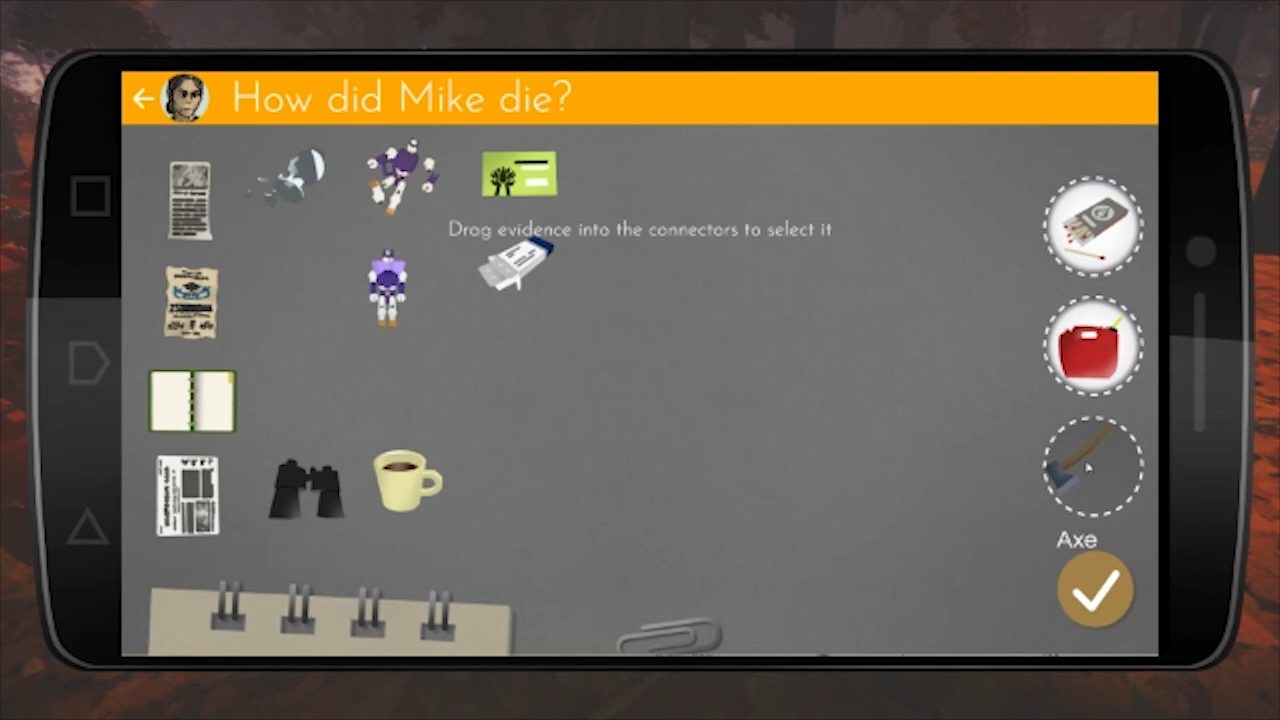 How did Mike die?
Drag evidence into the connectors to select it
Axe